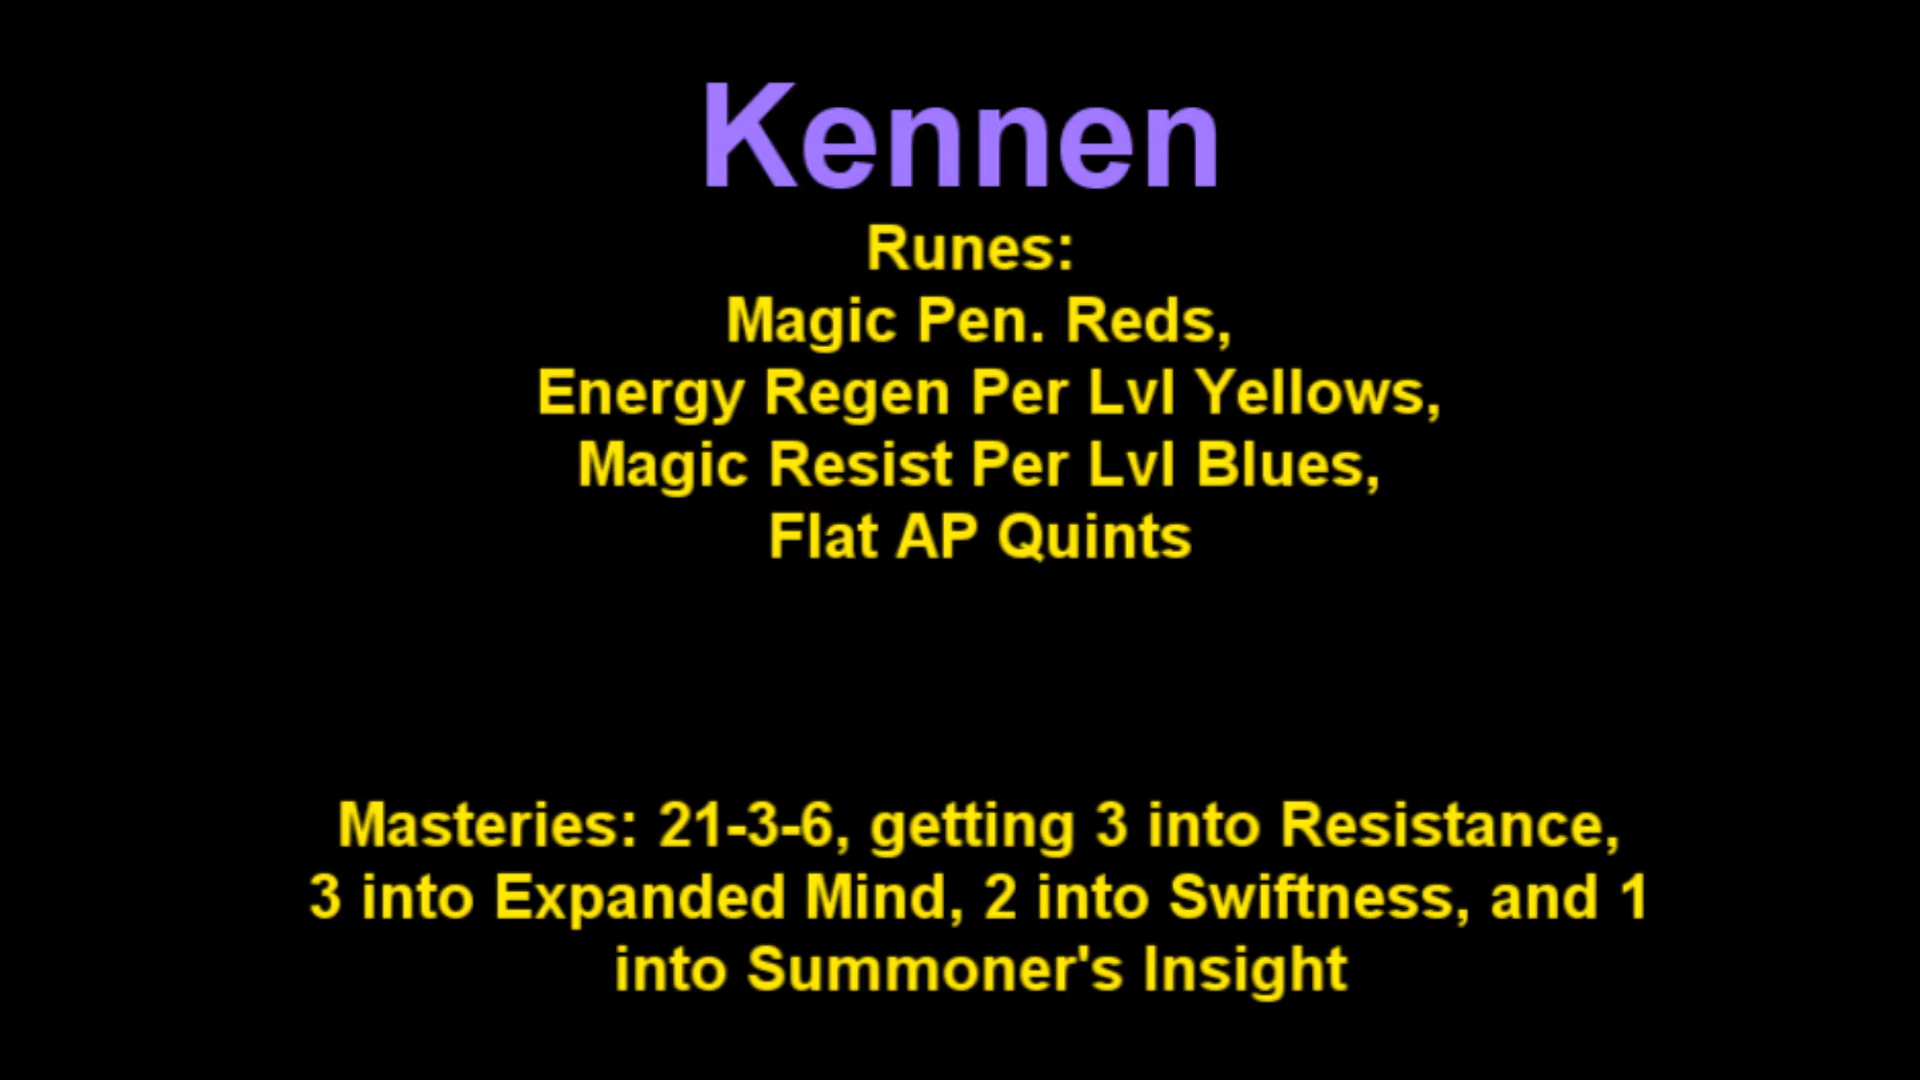 Kennen
Runes:
Magic Pen. Reds,
Energy Regen Per Lvl Yellows,
Magic Resist Per Lvl Blues,
Flat AP Quints
Masteries: 21-3-6, getting 3 into Resistance,
3 into Expanded Mind, 2 into Swiftness, and 1
into Summoner's Insight